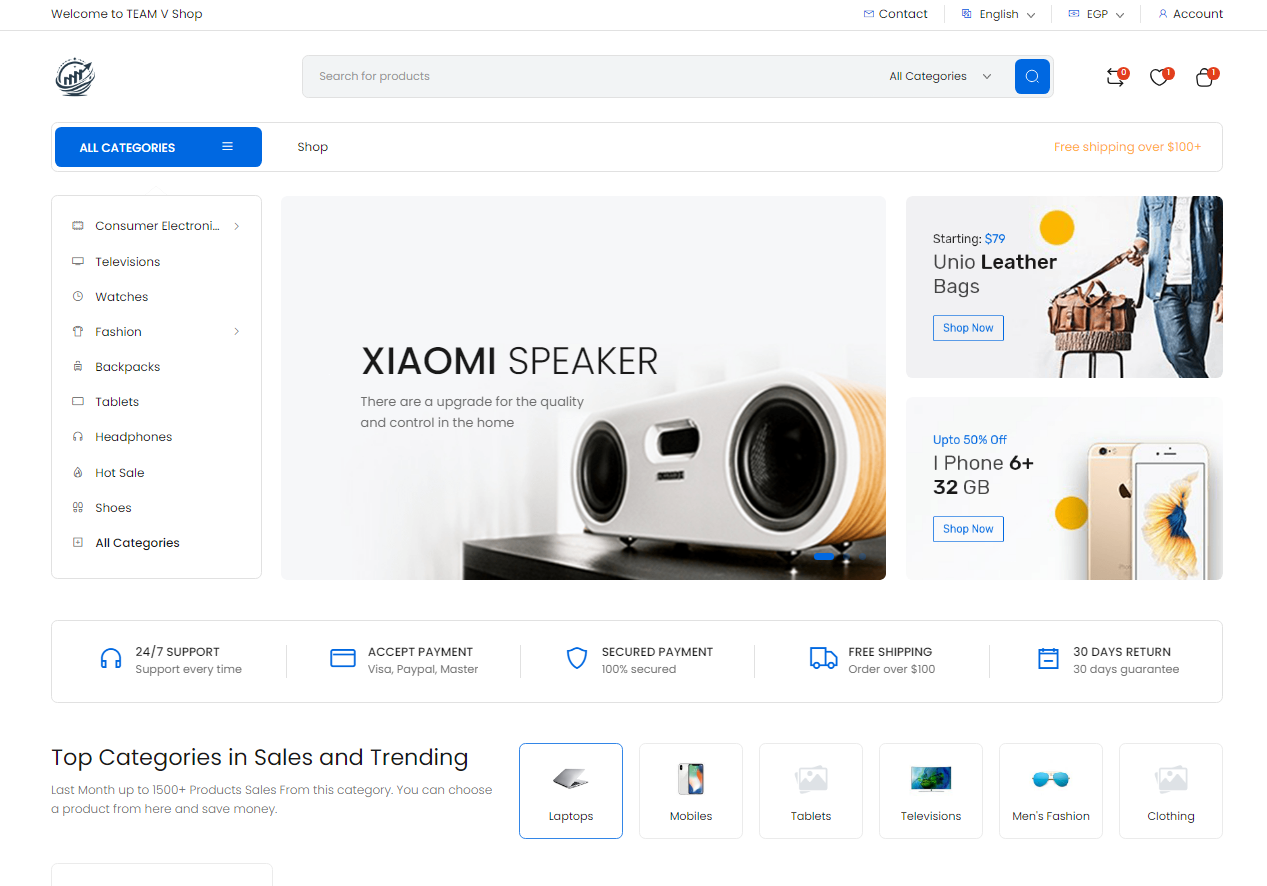 Welcome to TEAM V Shop
Contact
English
EGP
Account
Search for products
All Categories
0
1
1
ALL CATEGORIES
Shop
Free shipping over $100+
Consumer Electroni...
Televisions
Watches
Fashion
Backpacks
Tablets
Headphones
Hot Sale
Shoes
All Categories
XIAOMI SPEAKER
There are a upgrade for the quality
and control in the home
Starting: $79
Unio Leather
Bags
Shop Now
Upto 50% Off
I Phone 6+
32 GB
Shop Now
24/7 SUPPORT
Support every time
ACCEPT PAYMENT
Visa, Paypal, Master
SECURED PAYMENT
100% secured
FREE SHIPPING
Order over $100
30 DAYS RETURN
30 days guarantee
Top Categories in Sales and Trending
Last Month up to 1500+ Products Sales From this category. You can choose
a product from here and save money.
Laptops
Mobiles
Tablets
Televisions
Men's Fashion
Clothing